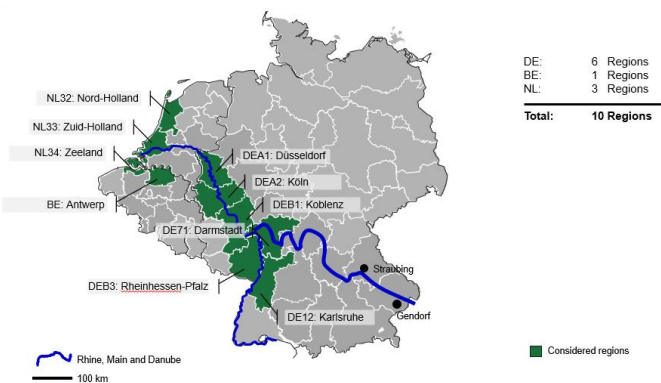 NL32: Nord-Holland
NL33: Zuid-Holland
NL34: Zeeland
BE: Antwerp
DEA1: Düsseldorf
DEA2: Köln
DEB1: Koblenz
DE71: Darmstadt
DEB3: Rheinhessen-Pfalz
DE12: Karlsruhe
Straubing
Gendorf
DE: 6 Regions
BE: 1 Regions
NL: 3 Regions
Total: 10 Regions
Rhine, Main and Danube
100 km
Considered regions